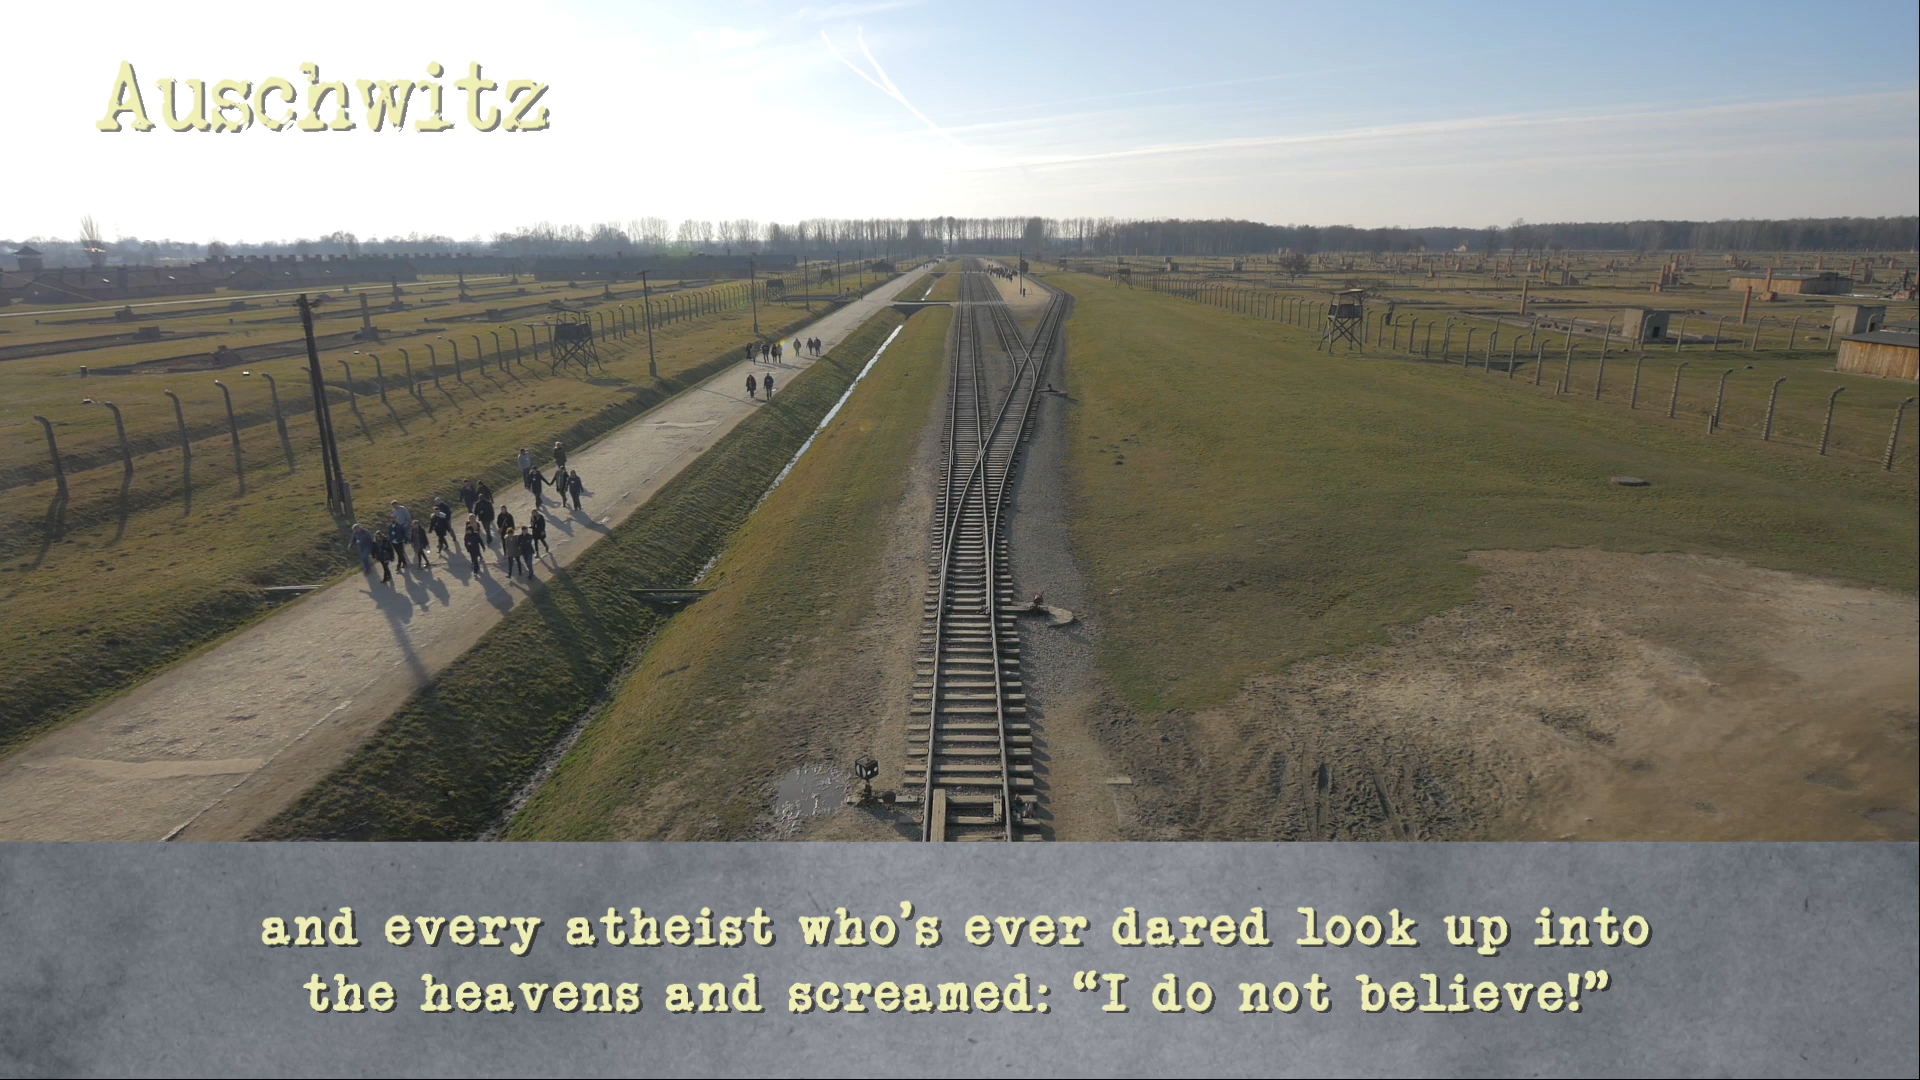 Auschwitz
and every atheist who’s ever dared look up into
the heavens and screamed: “I do not believe!”